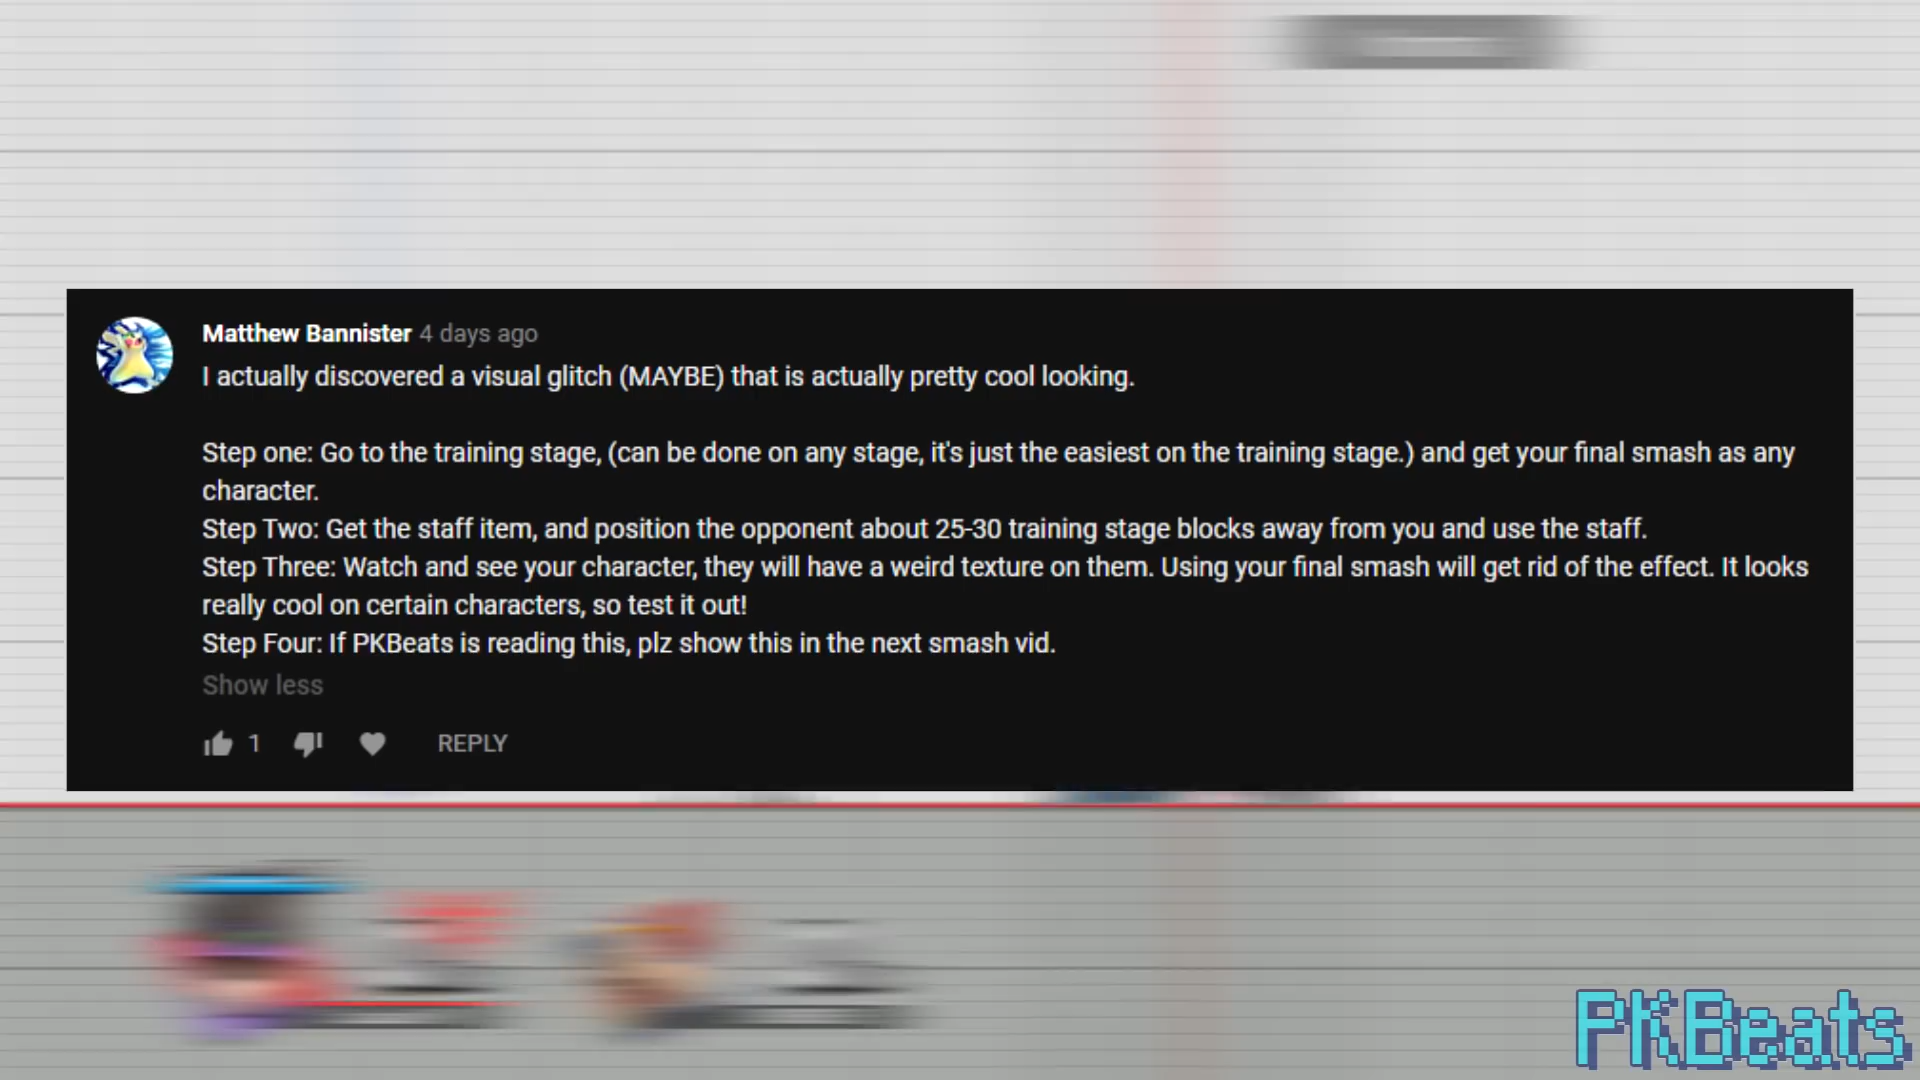 Matthew Bannister 4 days ago
I actually discovered a visual glitch (MAYBE) that is actually pretty cool looking.
Step one: Go to the training stage, (can be done on any stage, it's just the easiest on the training stage.) and get your final smash as any
character.
Step Two: Get the staff item, and position the opponent about 25-30 training stage blocks away from you and use the staff.
Step Three: Watch and see your character, they will have a weird texture on them. Using your final smash will get rid of the effect. It looks
really cool on certain characters, so test it out!
Step Four: If PKBeats is reading this, plz show this in the next smash vid.
Show less
1 REPLY
PKBeats